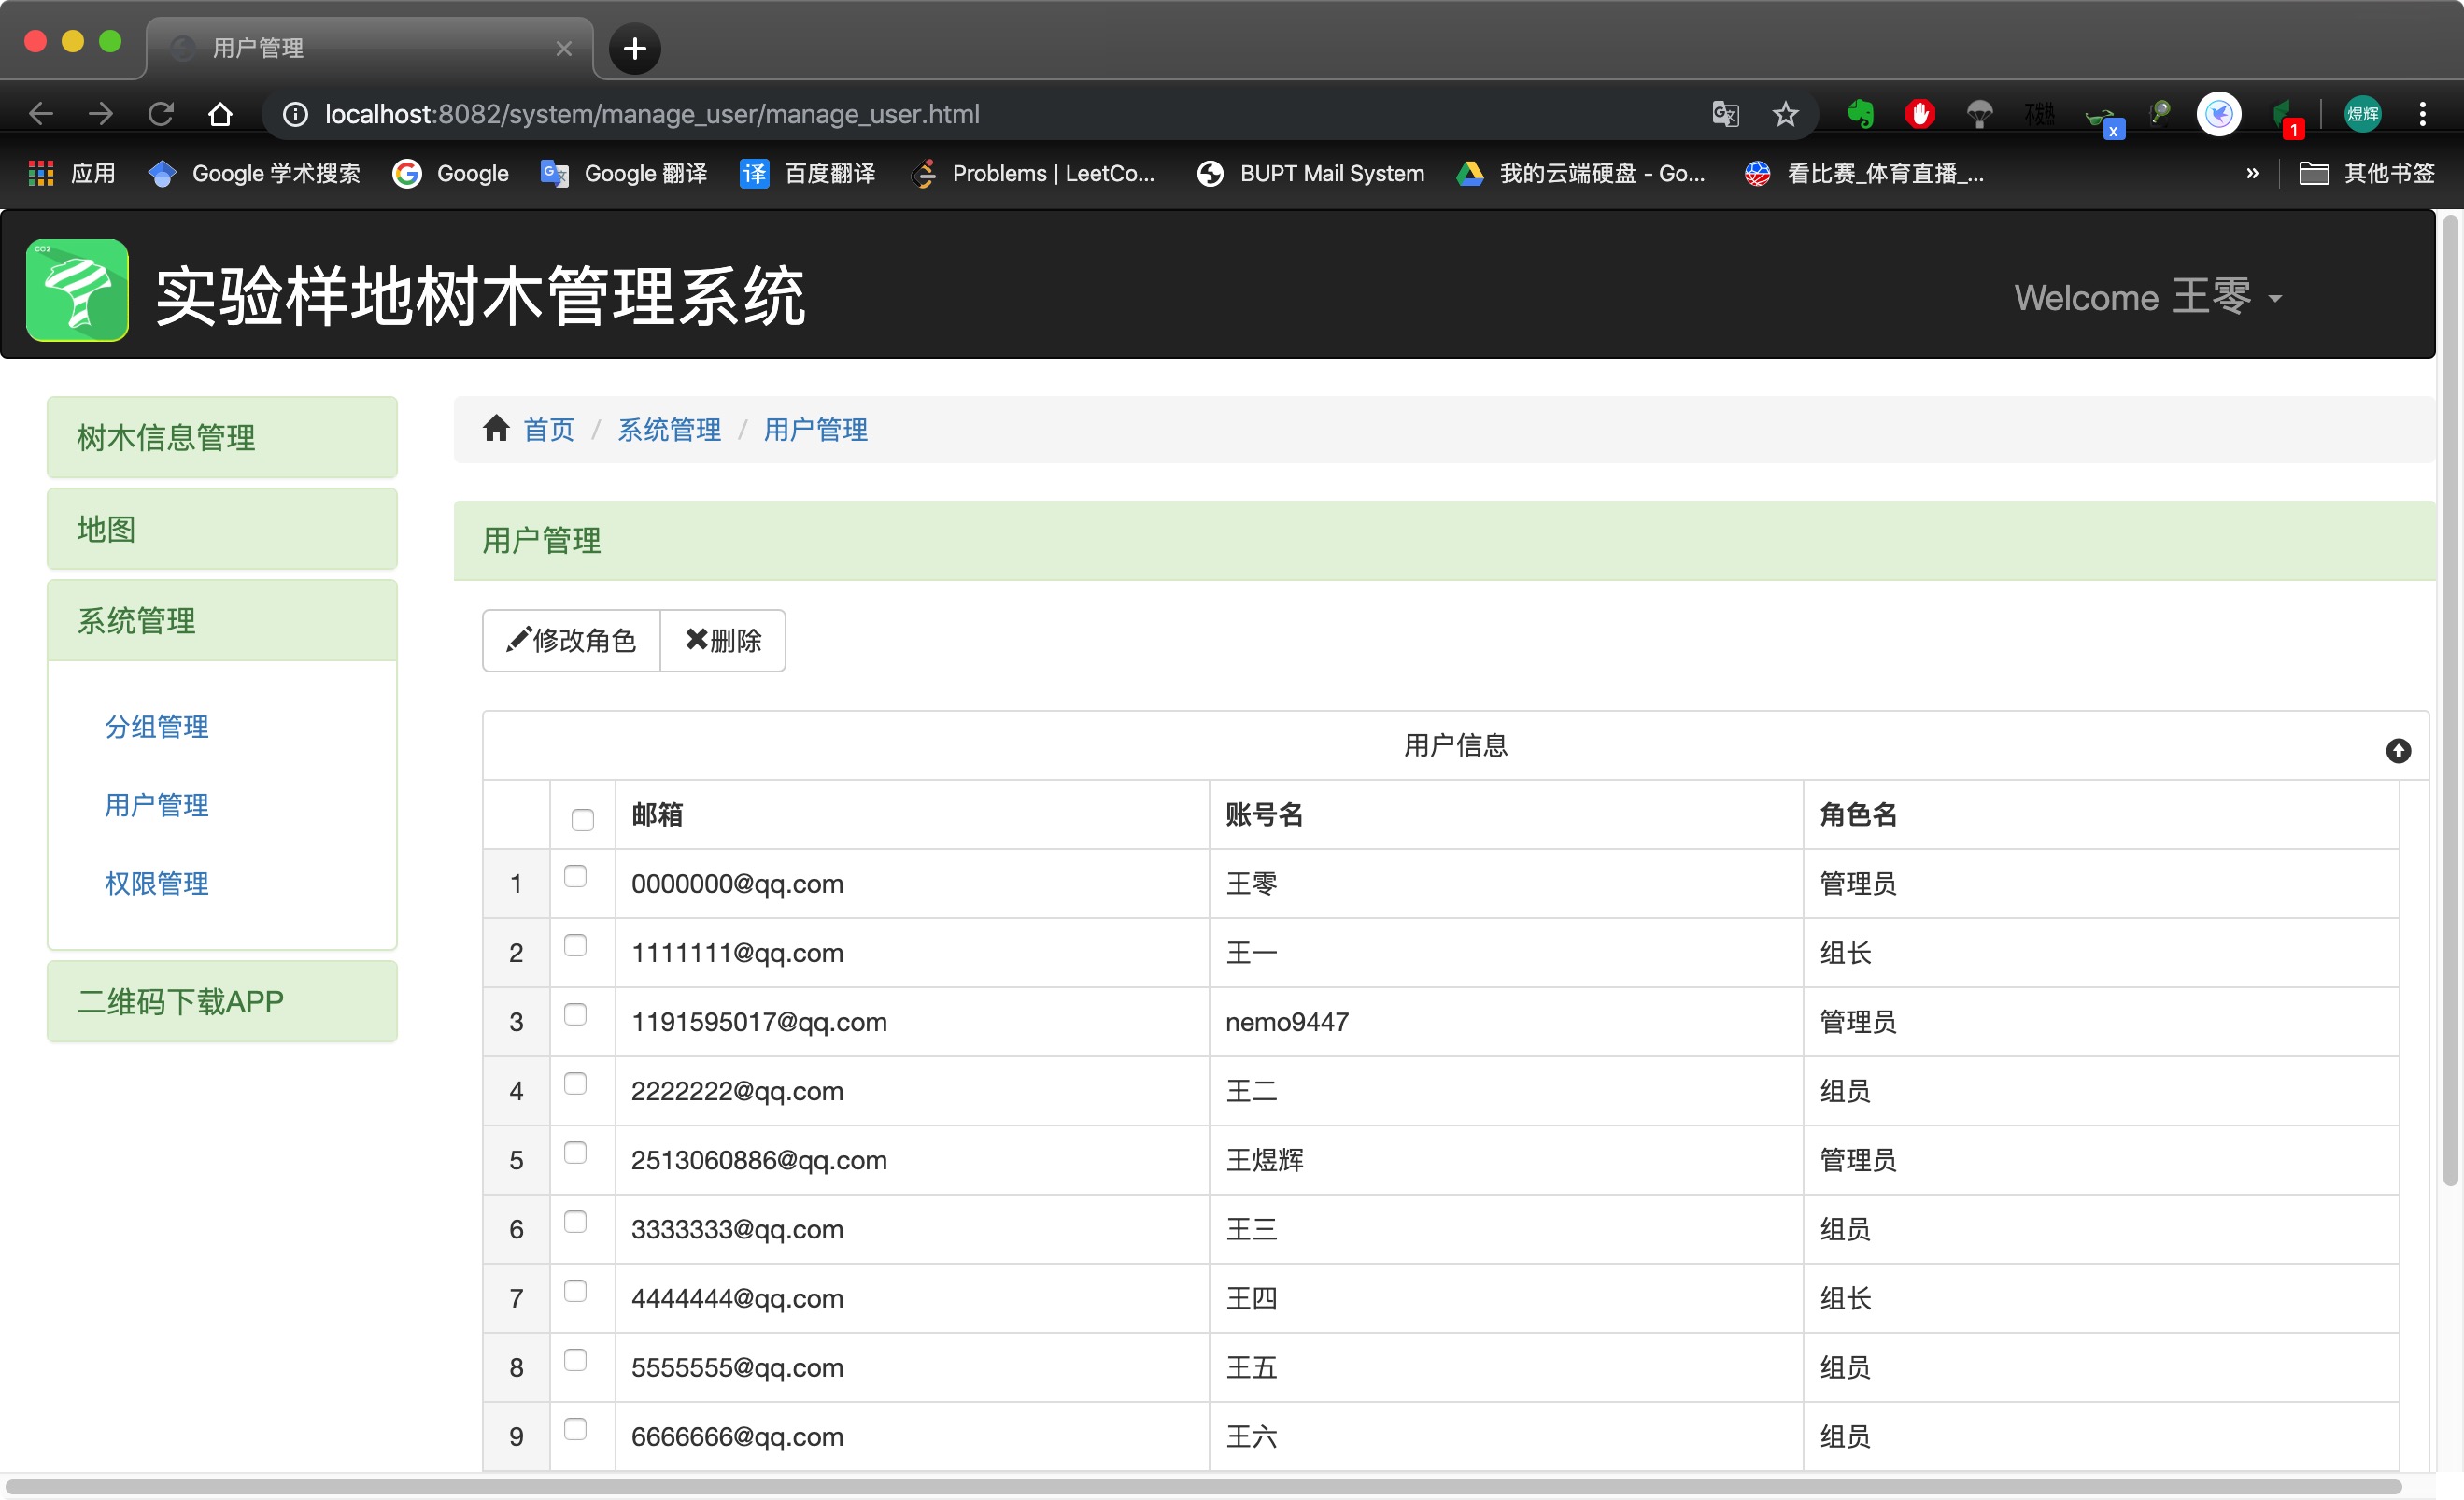 用户管理
localhost:8082/system/manage_user/manage_user.html
不发热
x
1
煜辉
应用
Google 学术搜索
Google
Google 翻译
译 百度翻译
Problems | LeetCo...
BUPT Mail System
我的云端硬盘 - Go...
看比赛_体育直播_...
»
其他书签
CO2
实验样地树木管理系统
Welcome 王零
树木信息管理
地图
系统管理
分组管理
用户管理
权限管理
二维码下载APP
首页 / 系统管理 / 用户管理
用户管理
修改角色 删除
用户信息
邮箱 账号名 角色名
1 0000000@qq.com 王零 管理员
2 1111111@qq.com 王一 组长
3 1191595017@qq.com nemo9447 管理员
4 2222222@qq.com 王二 组员
5 2513060886@qq.com 王煜辉 管理员
6 3333333@qq.com 王三 组员
7 4444444@qq.com 王四 组长
8 5555555@qq.com 王五 组员
9 6666666@qq.com 王六 组员